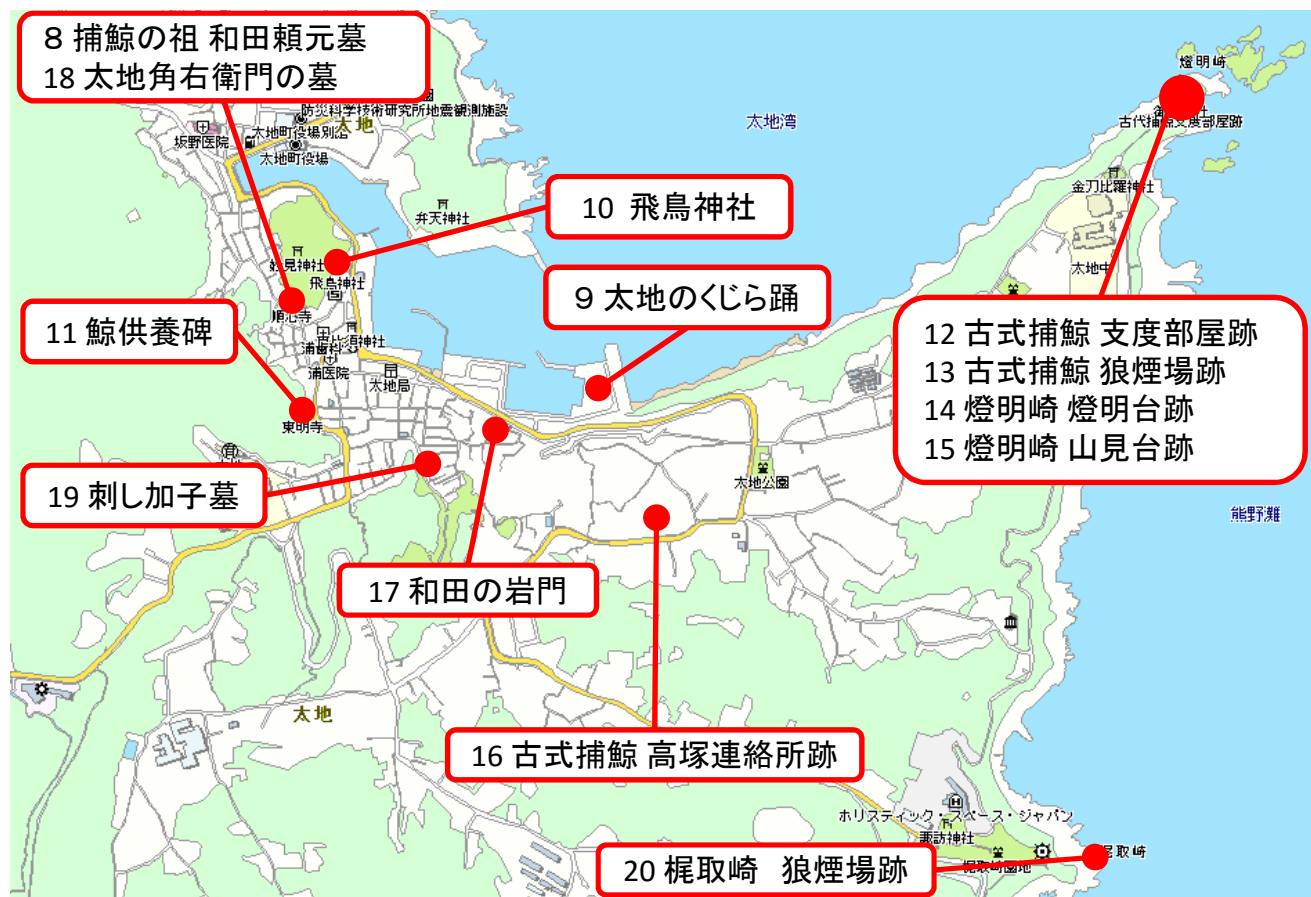 8 捕鯨の祖 和田頼元墓
18 太地角右衛門の墓
燈明崎
古代捕鯨支度部屋跡
防災科学技術研究所地震観測施設
太地
坂野医院
太地町役場別館
太地町役場
太地湾
金刀比羅神社
弁天神社
10 飛鳥神社
妙見神社
飛鳥神社
太地中
9 太地のくじら踊
順心寺
11 鯨供養碑
12 古式捕鯨 支度部屋跡
13 古式捕鯨 狼煙場跡
14 燈明崎 燈明台跡
15 燈明崎 山見台跡
浦歯科
浦医院
太地局
東明寺
太地公園
19 刺し加子墓
熊野灘
17 和田の岩門
太地
16 古式捕鯨 高塚連絡所跡
ホリスティック・スペース・ジャパン
諏訪神社
梶取崎園地
20 梶取崎 狼煙場跡